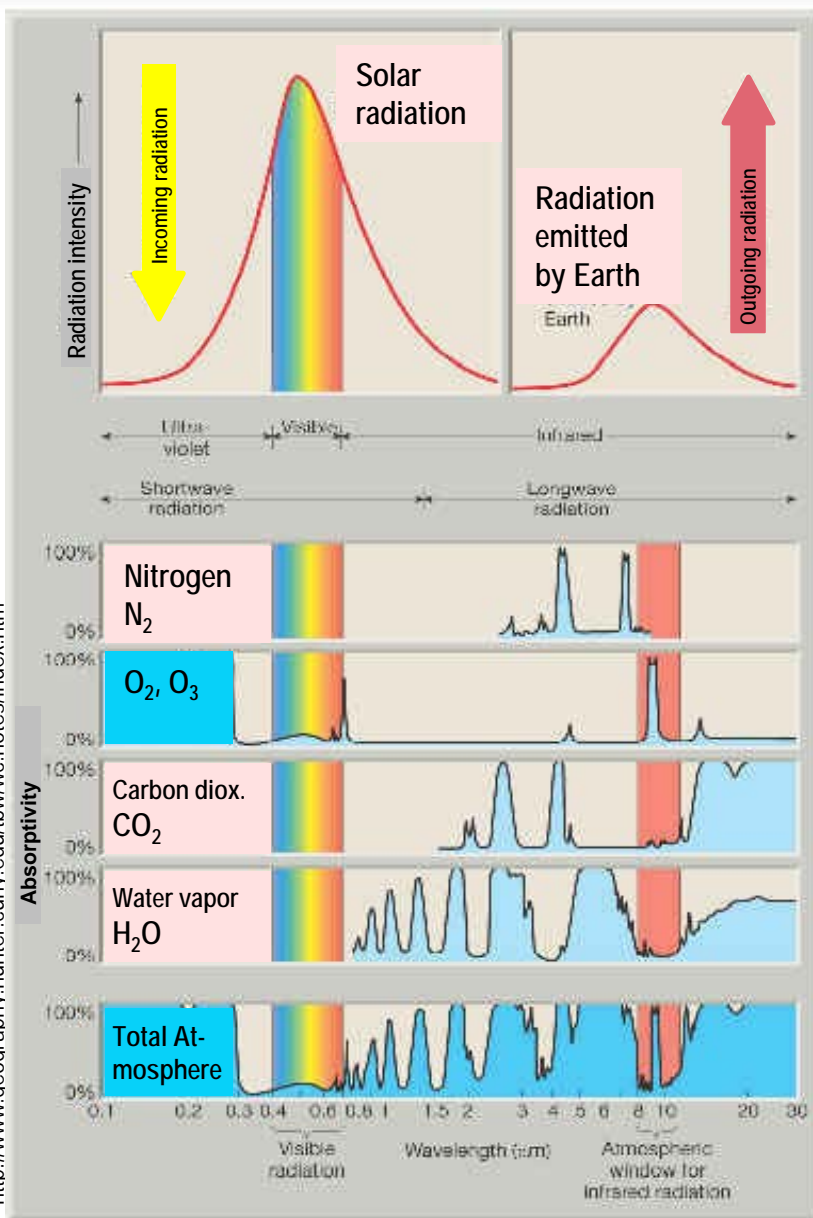 Solar
radiation
Incoming radiation
Radiation intensity
Radiation
emitted
by Earth
Earth
Outgoing radiation
Ultra-
violet
Visible
Infrared
Shortwave
radiation
Longwave
radiation
100%
0%
Nitrogen
N₂
100%
0%
O₂, O₃
100%
0%
Carbon diox.
CO₂
100%
0%
Water vapor
H₂O
100%
0%
Total At-
mosphere
Absorptivity
0.1 0.2 0.3 0.4 0.6 0.8 1 1.5 2 3 4 5 6 8 10 20 30
Visible
radiation
Wavelength (µm)
Atmospheric
window for
infrared radiation